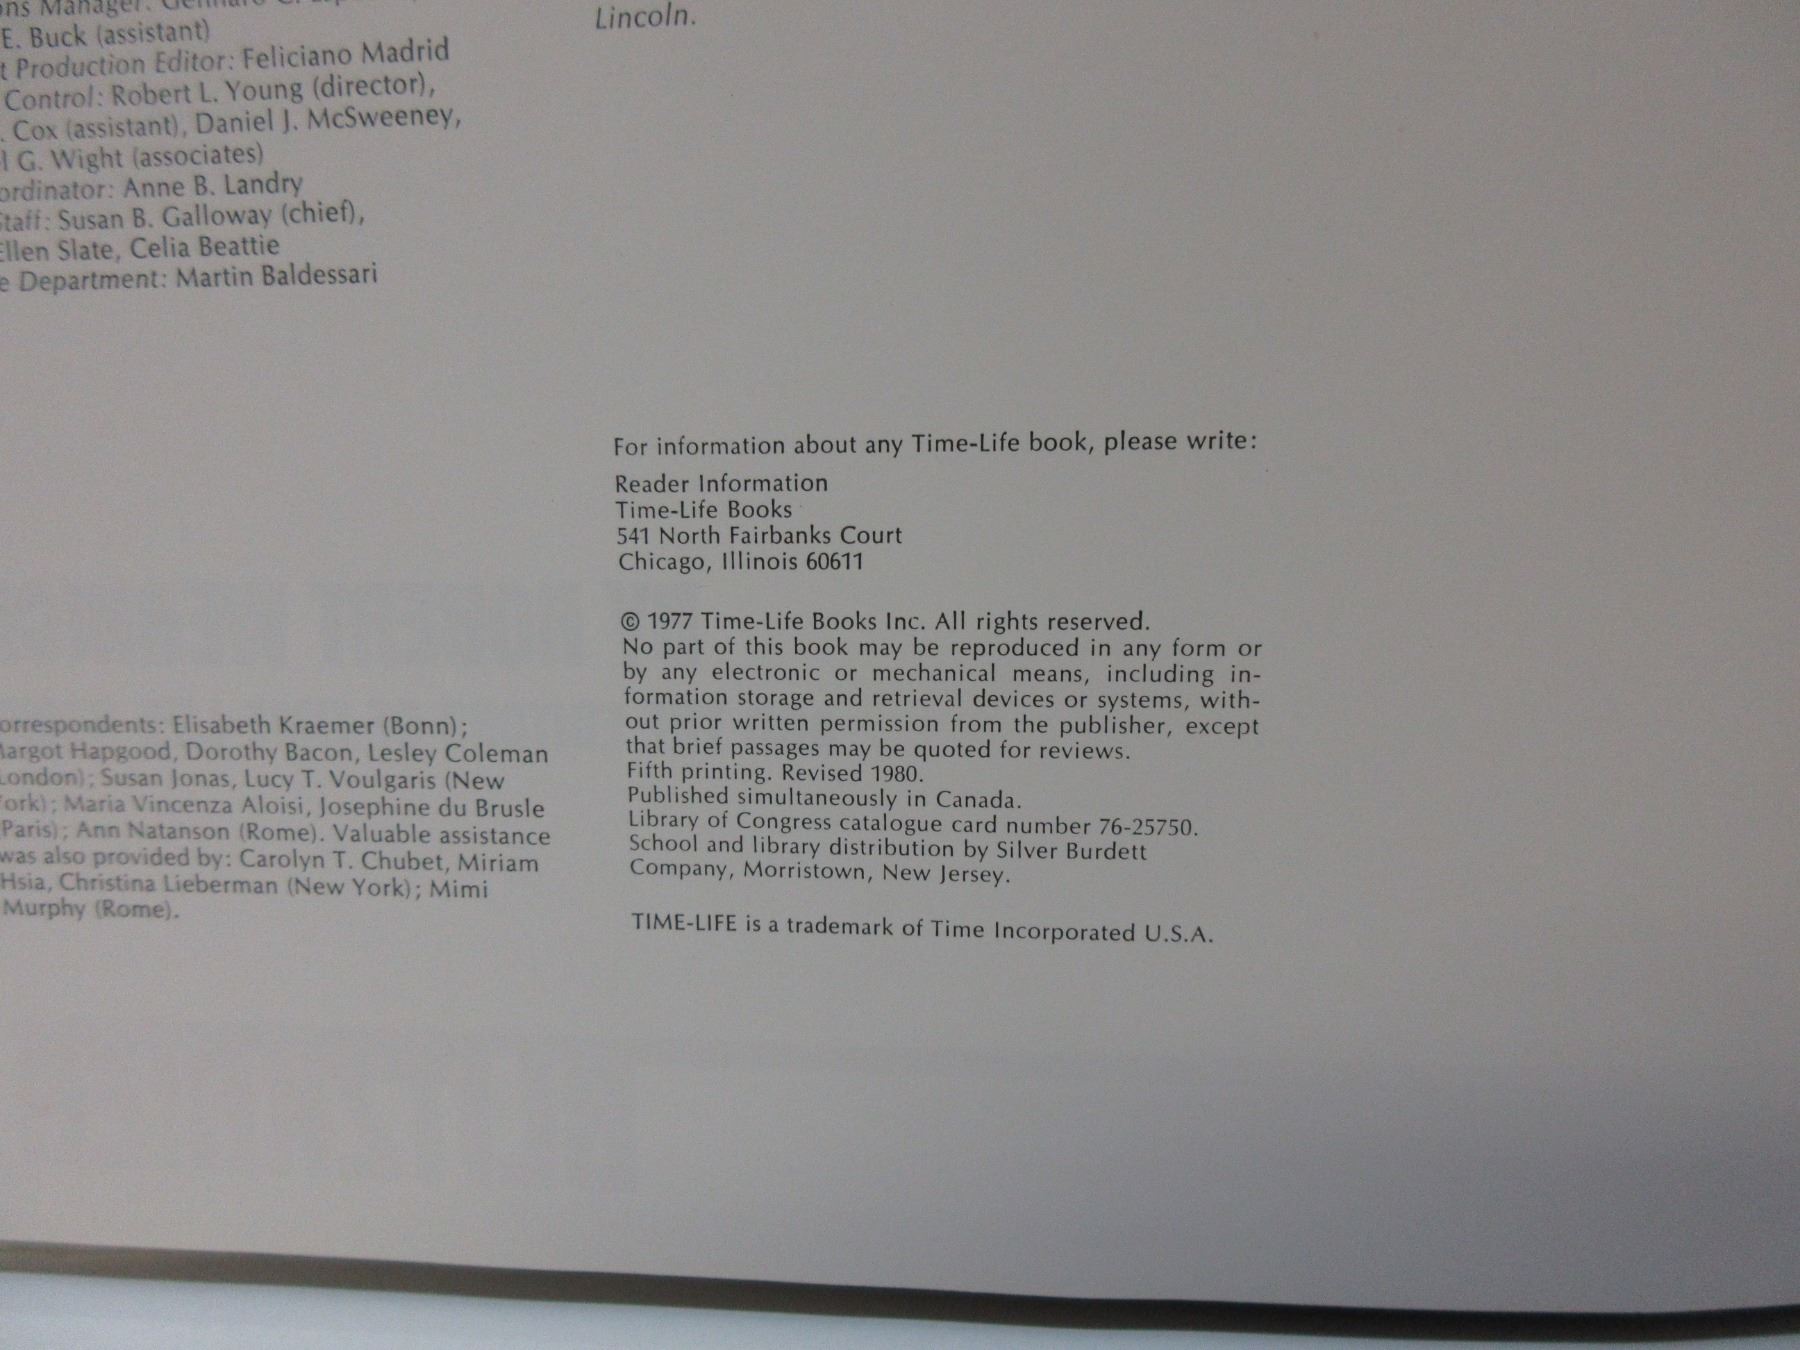 ons Manager:
E. Buck (assistant)
t Production Editor: Feliciano Madrid
Control: Robert L. Young (director),
. Cox (assistant), Daniel J. McSweeney,
l G. Wight (associates)
ordinator: Anne B. Landry
Staff: Susan B. Galloway (chief),
Ellen Slate, Celia Beattie
e Department: Martin Baldessari
orrespondents: Elisabeth Kraemer (Bonn);
Margot Hapgood, Dorothy Bacon, Lesley Coleman
London); Susan Jonas, Lucy T. Voulgaris (New
York); Maria Vincenza Aloisi, Josephine du Brusle
(Paris); Ann Natanson (Rome). Valuable assistance
was also provided by: Carolyn T. Chubet, Miriam
Hsia, Christina Lieberman (New York); Mimi
Murphy (Rome).
Lincoln.
For information about any Time-Life book, please write:
Reader Information
Time-Life Books
541 North Fairbanks Court
Chicago, Illinois 60611
© 1977 Time-Life Books Inc. All rights reserved.
No part of this book may be reproduced in any form or
by any electronic or mechanical means, including in-
formation storage and retrieval devices or systems, with-
out prior written permission from the publisher, except
that brief passages may be quoted for reviews.
Fifth printing. Revised 1980.
Published simultaneously in Canada.
Library of Congress catalogue card number 76-25750.
School and library distribution by Silver Burdett
Company, Morristown, New Jersey.
TIME-LIFE is a trademark of Time Incorporated U.S.A.